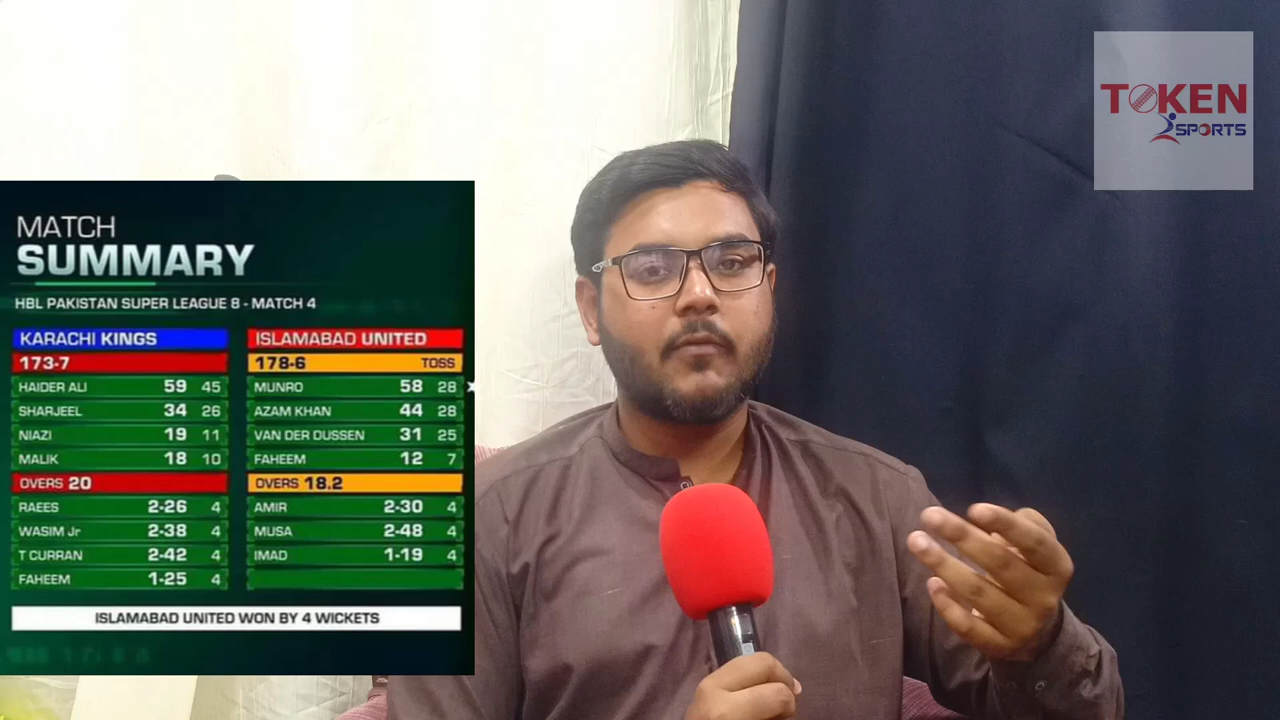 TOKEN
SPORTS
MATCH
SUMMARY
HBL PAKISTAN SUPER LEAGUE 8 - MATCH 4
KARACHI KINGS
173-7
HAIDER ALI 59 45
SHARJEEL 34 26
NIAZI 19 11
MALIK 18 10
OVERS 20
RAEES 2-26 4
WASIM Jr 2-38 4
T CURRAN 2-42 4
FAHEEM 1-25 4
ISLAMABAD UNITED
178-6 TOSS
MUNRO 58 28
AZAM KHAN 44 28
VAN DER DUSSEN 31 25
FAHEEM 12 7
OVERS 18.2
AMIR 2-30 4
MUSA 2-48 4
IMAD 1-19 4
ISLAMABAD UNITED WON BY 4 WICKETS